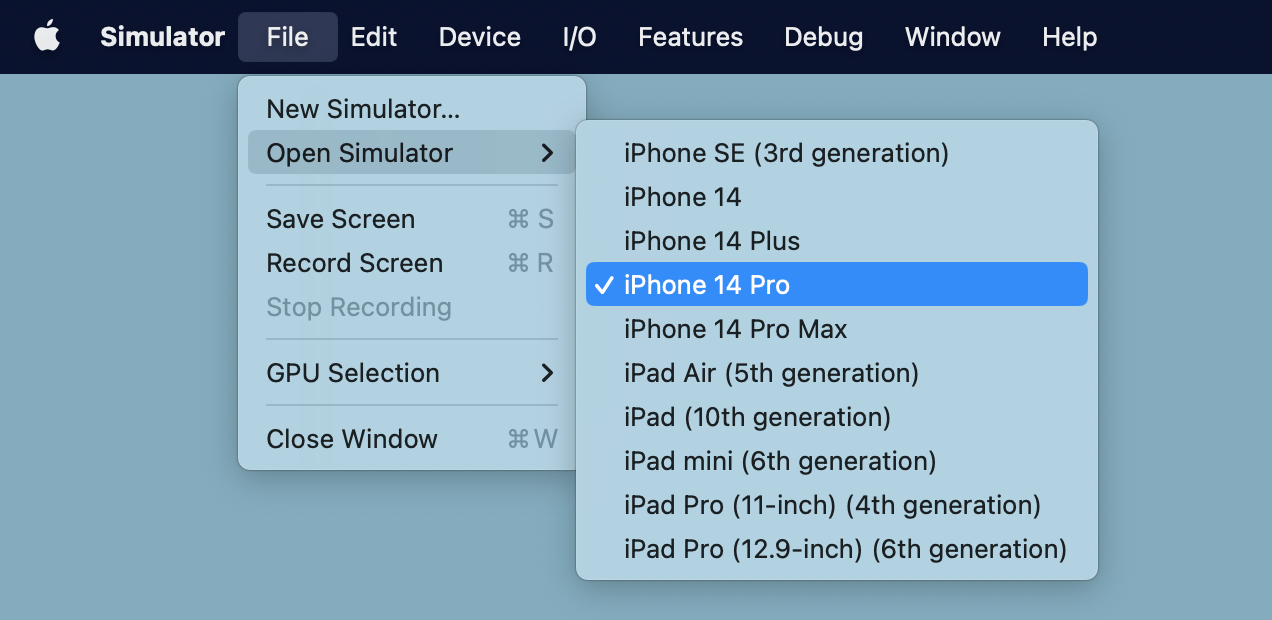 Simulator File Edit Device I/O Features Debug Window Help
New Simulator...
Open Simulator
Save Screen ⌘ S
Record Screen ⌘ R
Stop Recording
GPU Selection
Close Window ⌘ W
iPhone SE (3rd generation)
iPhone 14
iPhone 14 Plus
✓ iPhone 14 Pro
iPhone 14 Pro Max
iPad Air (5th generation)
iPad (10th generation)
iPad mini (6th generation)
iPad Pro (11-inch) (4th generation)
iPad Pro (12.9-inch) (6th generation)